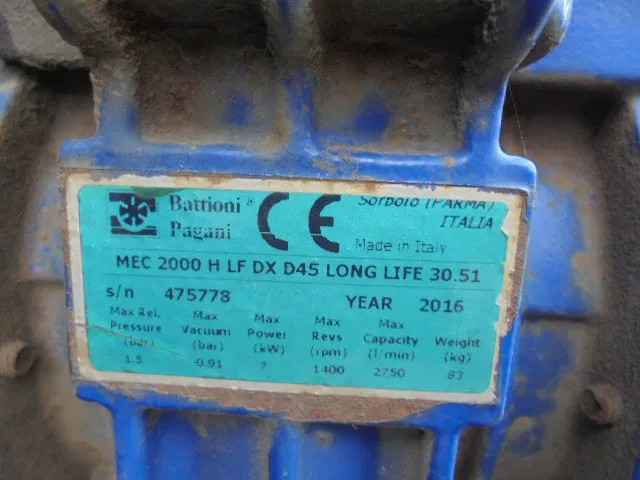 Battioni ®
Pagani
CE
Sorbolo (PARMA)
ITALIA
Made in Italy
MEC 2000 H LF DX D45 LONG LIFE 30.51
s/n 475778 YEAR 2016
Max Rel. Max Max Max Max
Pressure Vacuum Power Revs Capacity Weight
(bar) (bar) (kW) (rpm) (l/min) (kg)
1.5 -0.91 1400 2750 83